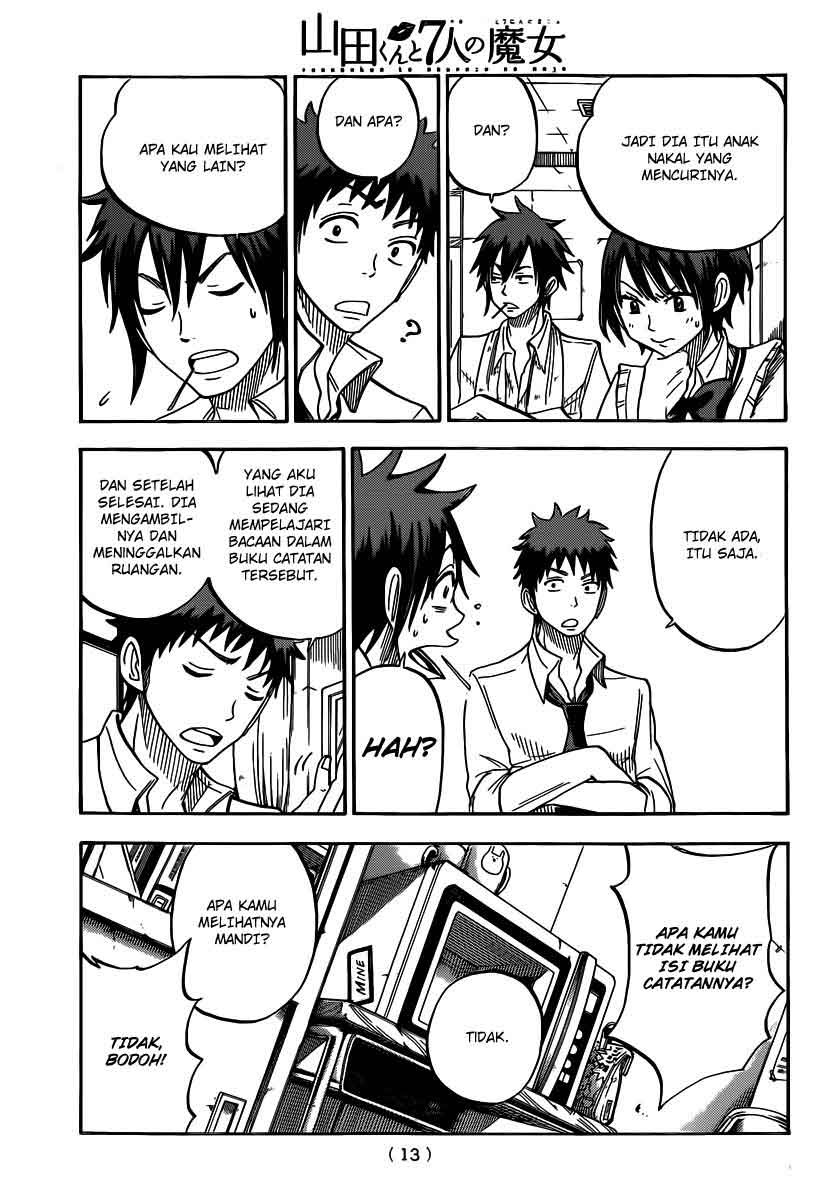 山田くんと7人の魔女
JADI DIA ITU ANAK
NAKAL YANG
MENCURINYA.
DAN?
DAN APA?
?
APA KAU MELIHAT
YANG LAIN?
TIDAK ADA,
ITU SAJA.
HAH?
YANG AKU
LIHAT DIA
SEDANG
MEMPELAJARI
BACAAN DALAM
BUKU CATATAN
TERSEBUT.
DAN SETELAH
SELESAI. DIA
MENGAMBIL-
NYA DAN
MENINGGALKAN
RUANGAN.
APA KAMU
TIDAK MELIHAT
ISI BUKU
CATATANNYA?
TIDAK.
MINE
APA KAMU
MELIHATNYA
MANDI?
TIDAK,
BODOH!
( 13 )